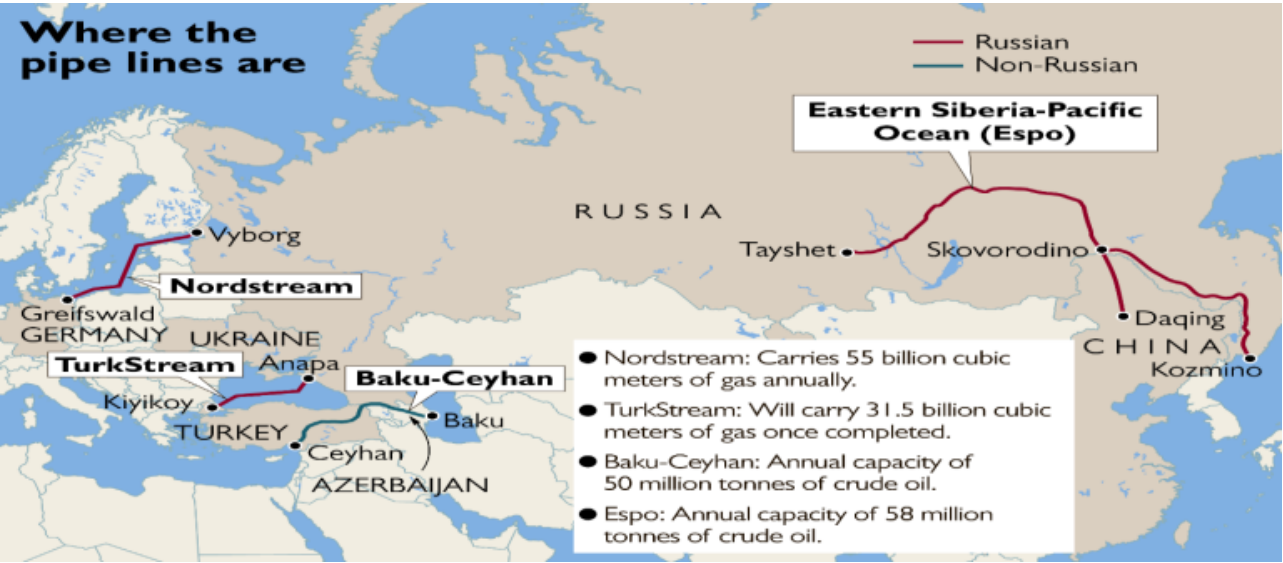 Where the
pipe lines are
Russian
Non-Russian
Eastern Siberia-Pacific
Ocean (Espo)
RUSSIA
Vyborg
Tayshet
Skovorodino
Nordstream
Greifswald
GERMANY
UKRAINE
Daqing
CHINA
Kozmino
TurkStream
Anapa
Baku-Ceyhan
Kiyikoy
TURKEY
Baku
Ceyhan
AZERBAIJAN
● Nordstream: Carries 55 billion cubic
meters of gas annually.
● TurkStream: Will carry 31.5 billion cubic
meters of gas once completed.
● Baku-Ceyhan: Annual capacity of
50 million tonnes of crude oil.
● Espo: Annual capacity of 58 million
tonnes of crude oil.